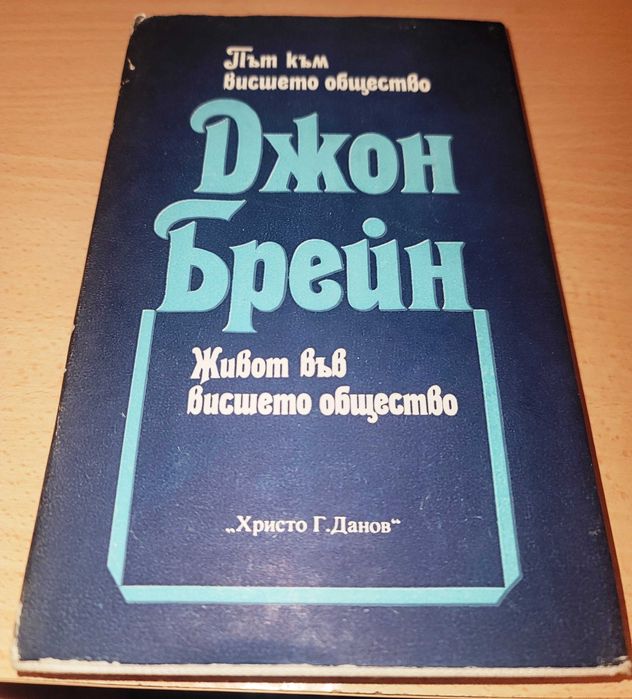 Път към
висшето общество
Джон
Брейн
Живот във
висшето общество
„Христо Г.Данов“